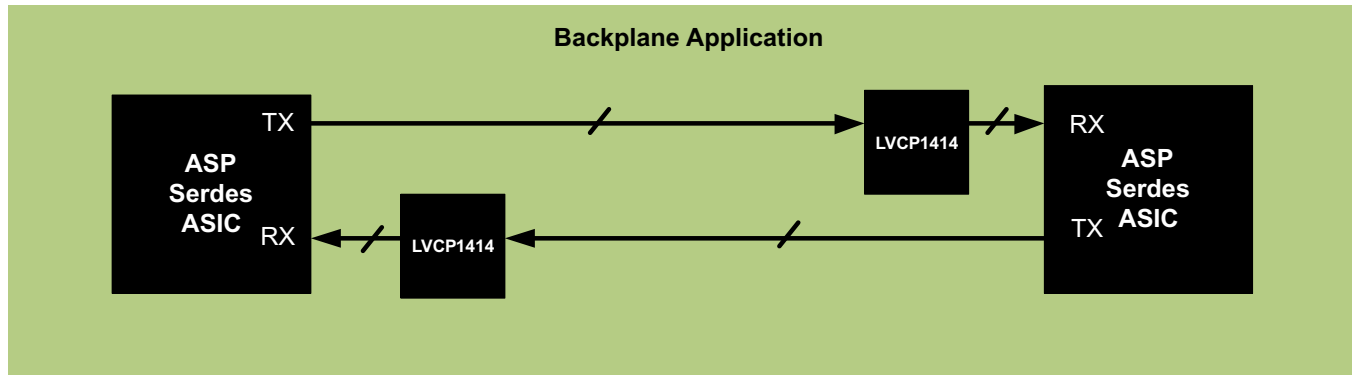 Backplane Application
TX
ASP
Serdes
ASIC
RX
LVCP1414
LVCP1414
RX
ASP
Serdes
ASIC
TX